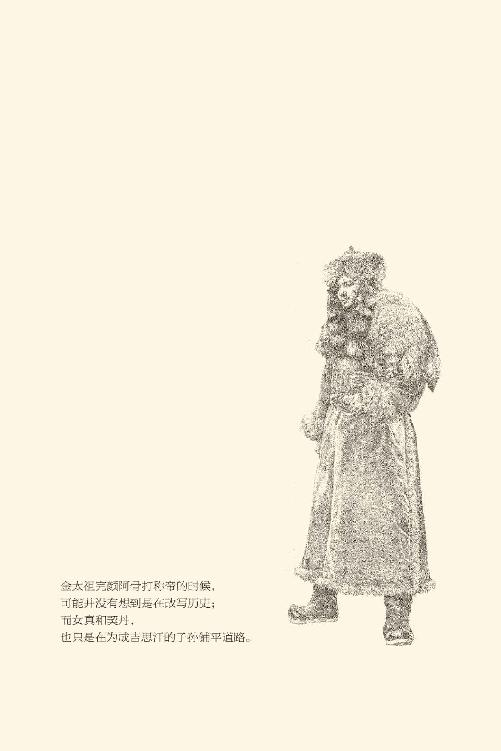 金太祖完颜阿骨打称帝的时候，
可能并没有想到是在改写历史；
而女真和契丹，
也只是在为成吉思汗的子孙铺平道路。